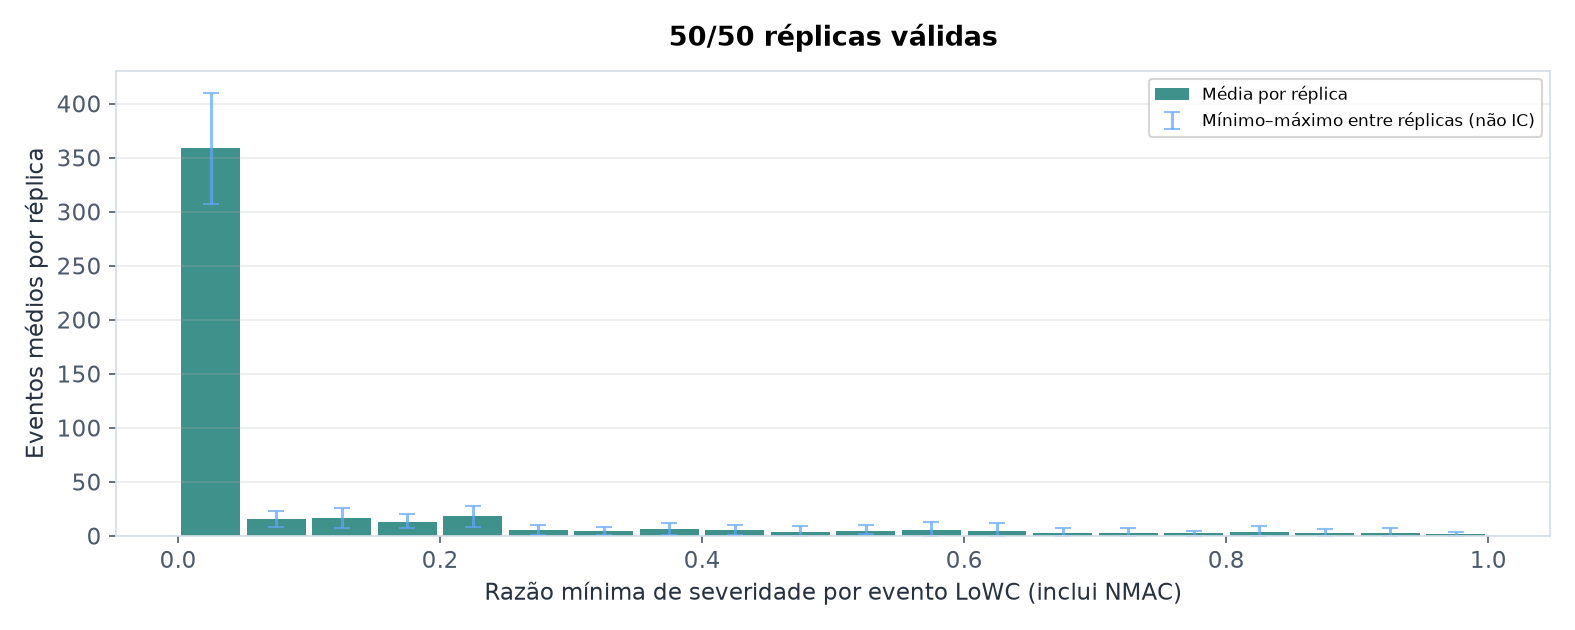 50/50 réplicas válidas
Eventos médios por réplica
400
350
300
250
200
150
100
50
0
Média por réplica
Mínimo–máximo entre réplicas (não IC)
0.0 0.2 0.4 0.6 0.8 1.0
Razão mínima de severidade por evento LoWC (inclui NMAC)